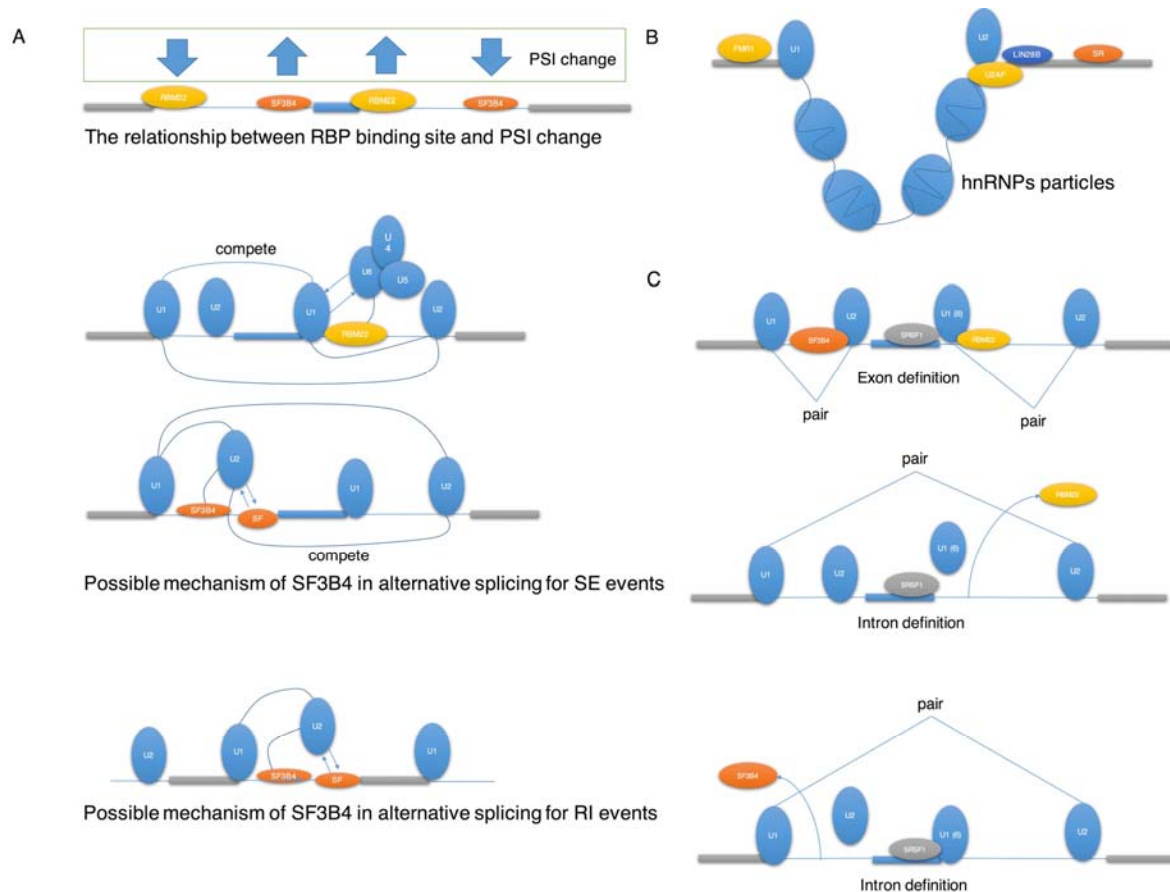 A
PSI change
RBM22
SF3B4
RBM22
SF3B4
The relationship between RBP binding site and PSI change
compete
U1
U2
U1
RBM22
U6
U4
U5
U2
U1
U2
SF3B4
SF
U1
U2
compete
Possible mechanism of SF3B4 in alternative splicing for SE events
U2
U1
U2
SF3B4
SF
U1
Possible mechanism of SF3B4 in alternative splicing for RI events
B
U1
U2
LIN28B
SR
U2AF
hnRNPs particles
C
U1
SF3B4
U2
SRSF1
U1 (6)
RBM22
U2
Exon definition
pair
pair
pair
RBM22
U1
U2
SRSF1
U1 (6)
U2
Intron definition
pair
SF3B4
U1
U2
SRSF1
U1 (6)
U2
Intron definition